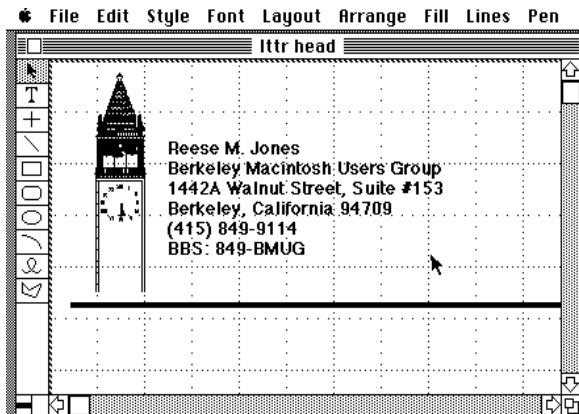 File Edit Style Font Layout Arrange Fill Lines Pen
lttr head
T
Reese M. Jones
Berkeley Macintosh Users Group
1442A Walnut Street, Suite #153
Berkeley, California 94709
(415) 849-9114
BBS: 849-BMUG